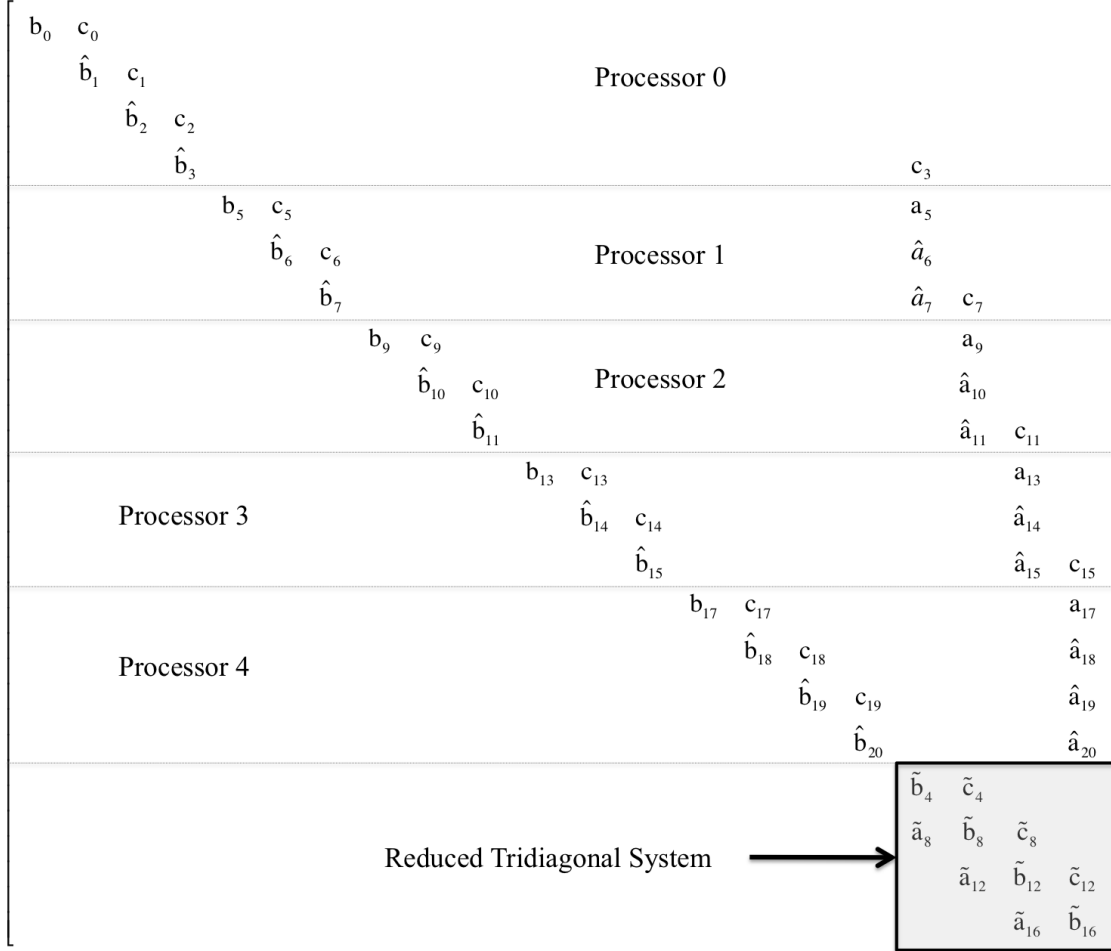 b₀ c₀
b̂₁ c₁ Processor 0
b̂₂ c₂
b̂₃ c₃
b₅ c₅ a₅
b̂₆ c₆ Processor 1 â₆
b̂₇ â₇ c₇
b₉ c₉ a₉
b̂₁₀ c₁₀ Processor 2 â₁₀
b̂₁₁ â₁₁ c₁₁
b₁₃ c₁₃ a₁₃
Processor 3 b̂₁₄ c₁₄ â₁₄
b̂₁₅ â₁₅ c₁₅
b₁₇ c₁₇ a₁₇
Processor 4 b̂₁₈ c₁₈ â₁₈
b̂₁₉ c₁₉ â₁₉
b̂₂₀ â₂₀
b̃₄ c̃₄
ã₈ b̃₈ c̃₈
Reduced Tridiagonal System
ã₁₂ b̃₁₂ c̃₁₂
ã₁₆ b̃₁₆